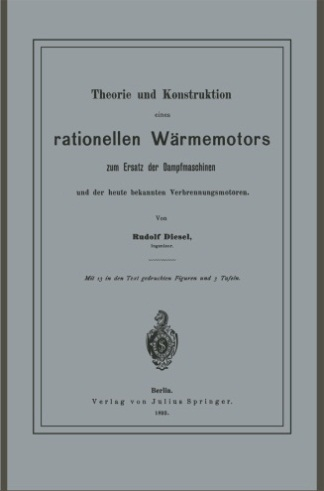 Theorie und Konstruktion
eines
rationellen Wärmemotors
zum Ersatz der Dampfmaschinen
und der heute bekannten Verbrennungsmotoren.
Von
Rudolf Diesel,
Ingenieur.
Mit 13 in den Text gedruckten Figuren und 3 Tafeln.
Berlin.
Verlag von Julius Springer.
1893.